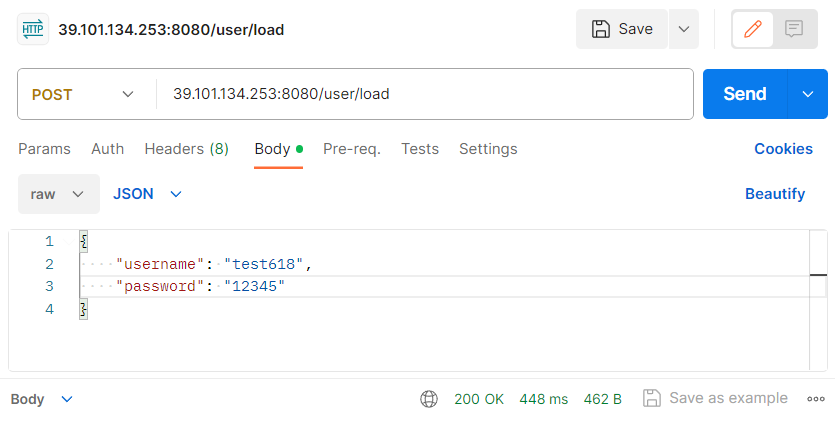 HTTP 39.101.134.253:8080/user/load Save
POST 39.101.134.253:8080/user/load Send
Params Auth Headers (8) Body Pre-req. Tests Settings Cookies
raw JSON Beautify
1 {
2 "username": "test618",
3 "password": "12345"
4 }
Body 200 OK 448 ms 462 B Save as example